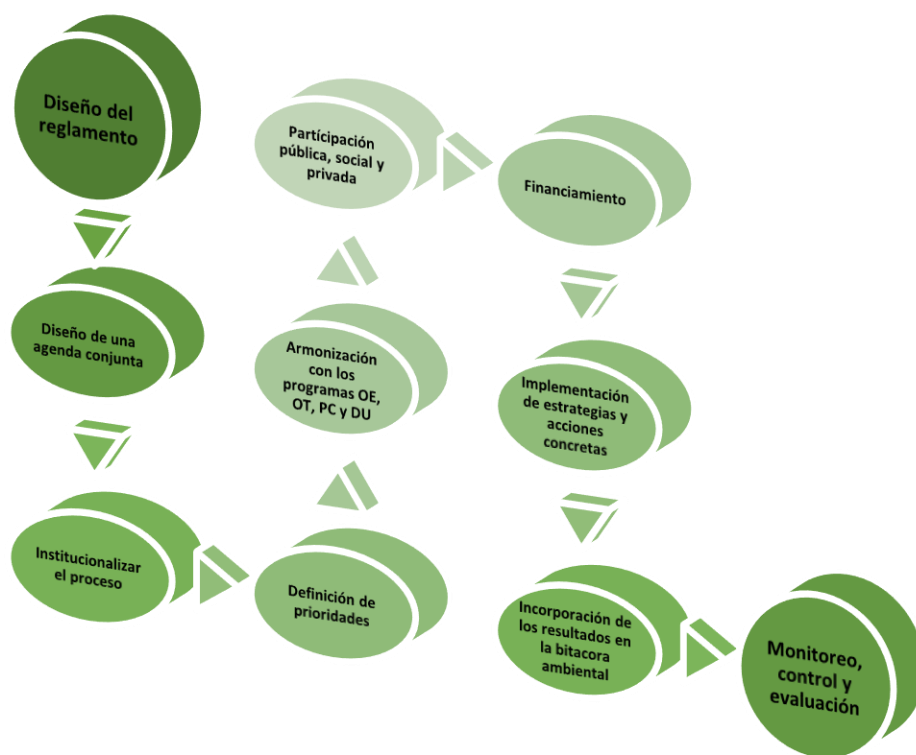 Diseño del
reglamento
Diseño de una
agenda conjunta
Institucionalizar
el proceso
Definición de
prioridades
Armonización
con los
programas OE,
OT, PC y DU
Partícipación
pública, social y
privada
Financiamiento
Implementación
de estrategias y
acciones
concretas
Incorporación de
los resultados en
la bitacora
ambiental
Monitoreo,
control y
evaluación